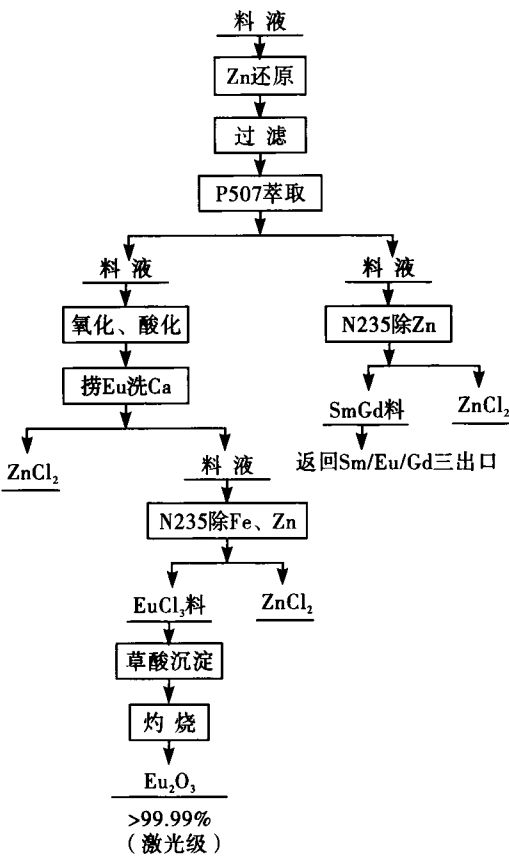 料液
Zn还原
过滤
P507萃取
料液
料液
氧化、酸化
N235除Zn
捞Eu洗Ca
SmGd料
ZnCl₂
ZnCl₂
料液
返回Sm/Eu/Gd三出口
N235除Fe、Zn
EuCl₃料
ZnCl₂
草酸沉淀
灼烧
Eu₂O₃
>99.99%
（激光级）